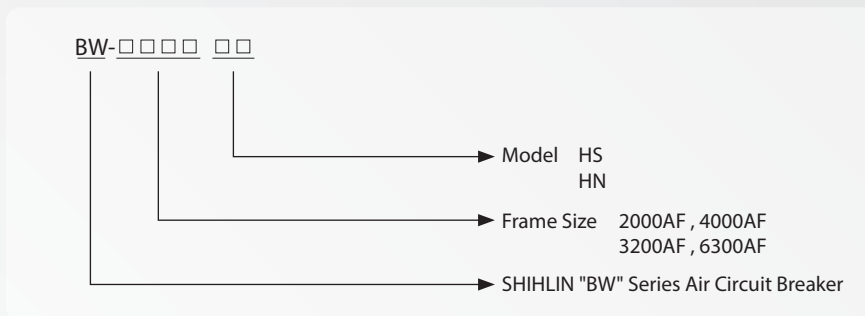 BW-□□□□ □□
Model HS
HN
Frame Size 2000AF , 4000AF
3200AF , 6300AF
SHIHLIN "BW" Series Air Circuit Breaker